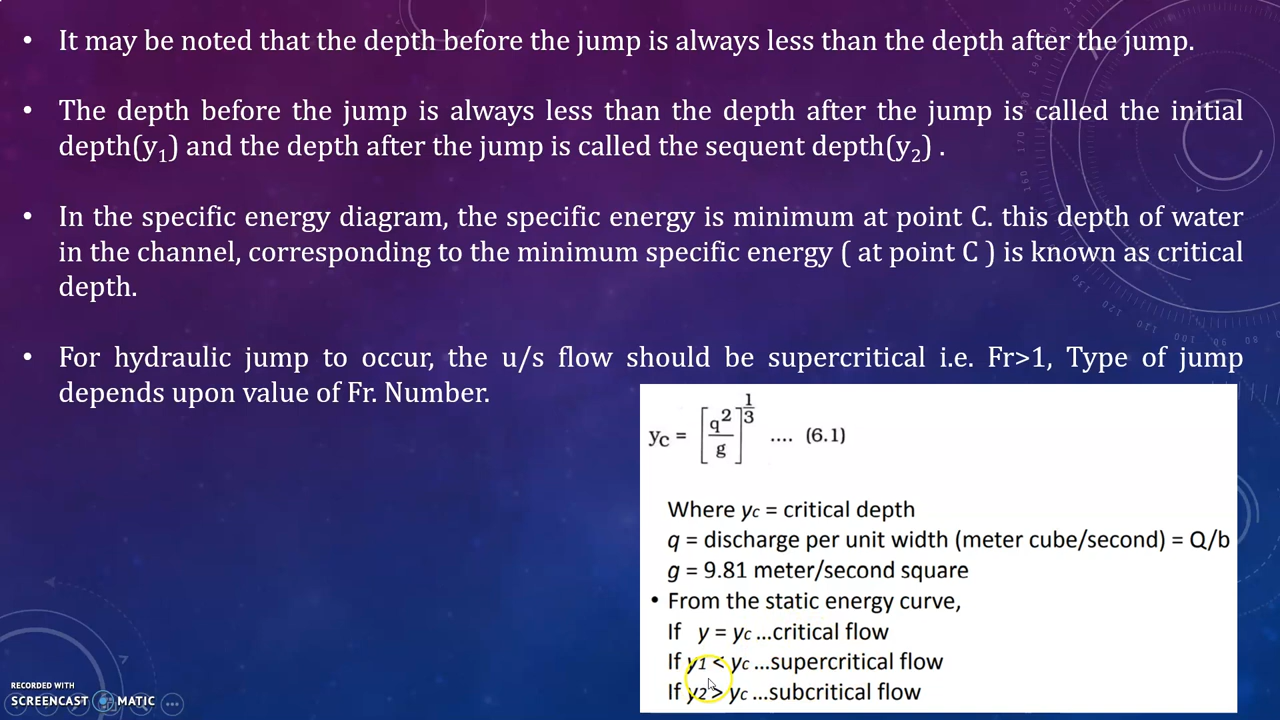 • It may be noted that the depth before the jump is always less than the depth after the jump.
• The depth before the jump is always less than the depth after the jump is called the initial
depth(y₁) and the depth after the jump is called the sequent depth(y₂) .
• In the specific energy diagram, the specific energy is minimum at point C. this depth of water
in the channel, corresponding to the minimum specific energy ( at point C ) is known as critical
depth.
• For hydraulic jump to occur, the u/s flow should be supercritical i.e. Fr>1, Type of jump
depends upon value of Fr. Number.
yc = [q²/g]^1/3 .... (6.1)
Where yc = critical depth
q = discharge per unit width (meter cube/second) = Q/b
g = 9.81 meter/second square
• From the static energy curve,
If y = yc ...critical flow
If y1 < yc ...supercritical flow
If y2 > yc ...subcritical flow
RECORDED WITH
SCREENCAST MATIC